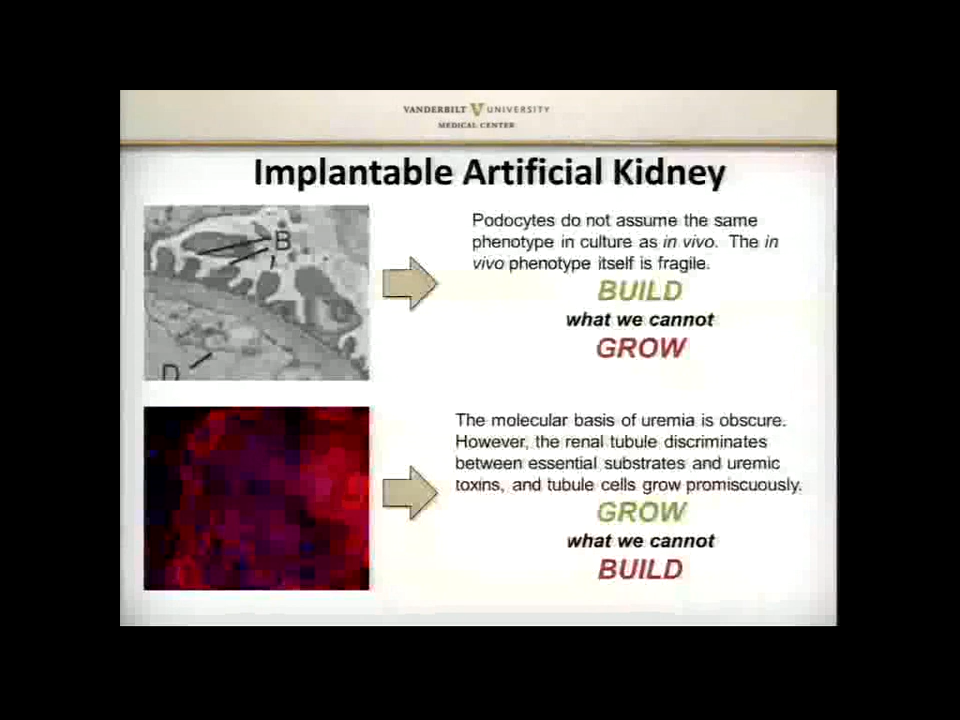 VANDERBILT V UNIVERSITY
MEDICAL CENTER
Implantable Artificial Kidney
B
D
Podocytes do not assume the same
phenotype in culture as in vivo. The in
vivo phenotype itself is fragile.
BUILD
what we cannot
GROW
The molecular basis of uremia is obscure.
However, the renal tubule discriminates
between essential substrates and uremic
toxins, and tubule cells grow promiscuously.
GROW
what we cannot
BUILD